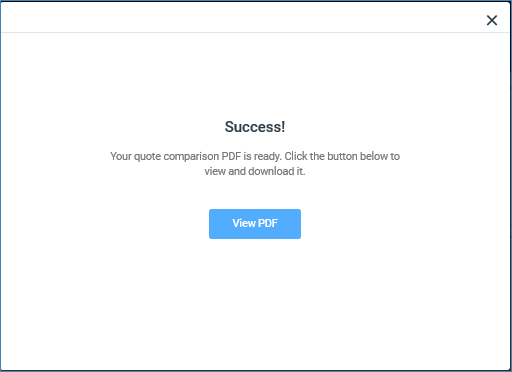 Success!
Your quote comparison PDF is ready. Click the button below to
view and download it.
View PDF